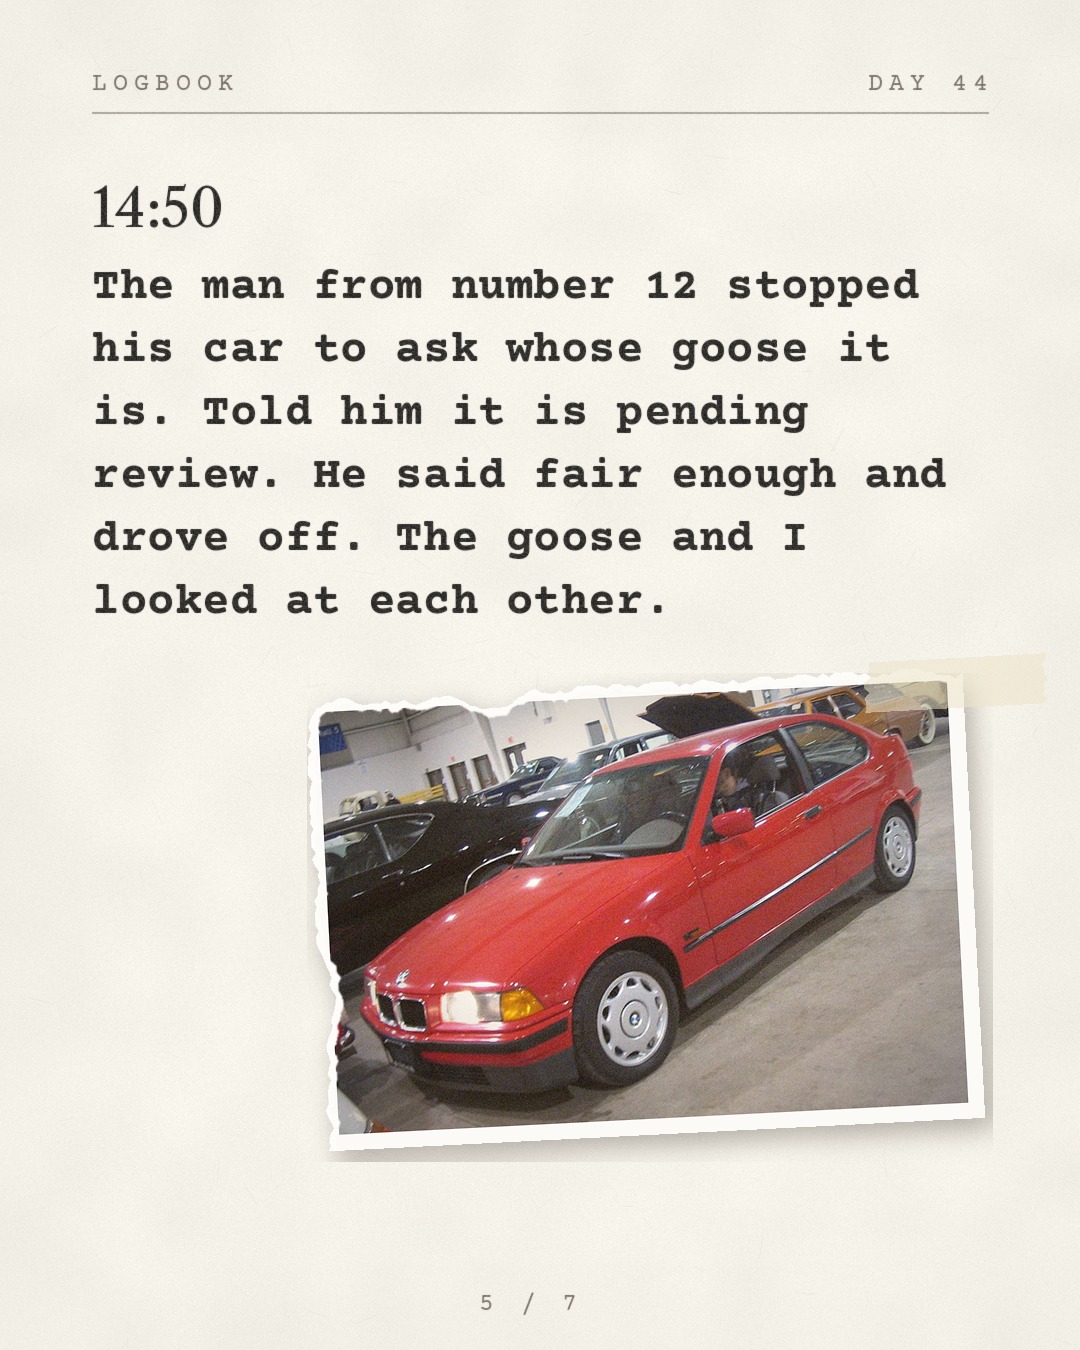 LOGBOOK DAY 44
14:50
The man from number 12 stopped
his car to ask whose goose it
is. Told him it is pending
review. He said fair enough and
drove off. The goose and I
looked at each other.
5 / 7